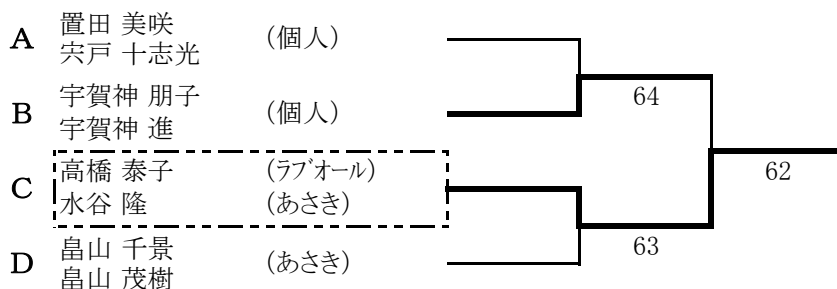 A 置田 美咲 (個人)
宍戸 十志光
B 宇賀神 朋子 (個人)
宇賀神 進
64
C 高橋 泰子 (ラブオール)
水谷 隆 (あさき)
62
D 畠山 千景 (あさき)
畠山 茂樹
63